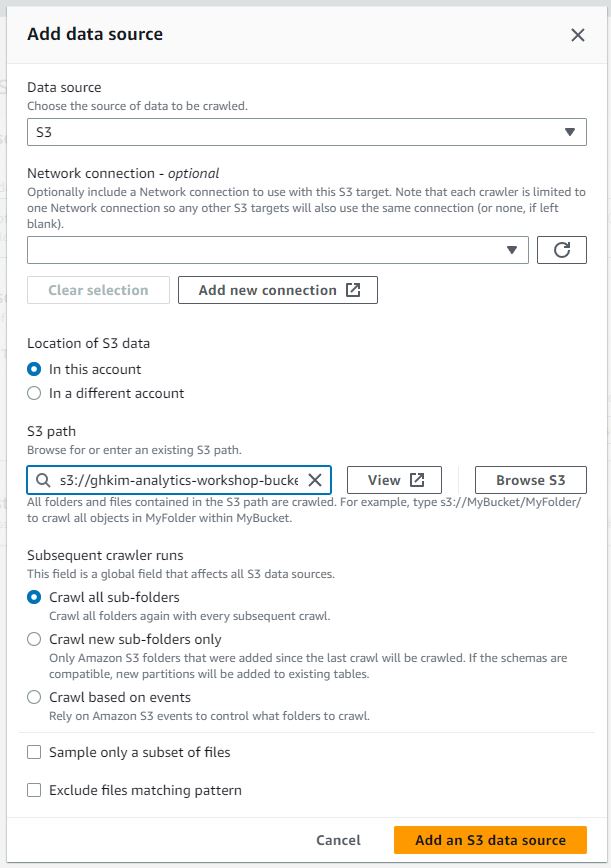 Add data source
Data source
Choose the source of data to be crawled.
S3
Network connection - optional
Optionally include a Network connection to use with this S3 target. Note that each crawler is limited to
one Network connection so any other S3 targets will also use the same connection (or none, if left
blank).
Clear selection
Add new connection
Location of S3 data
In this account
In a different account
S3 path
Browse for or enter an existing S3 path.
s3://ghkim-analytics-workshop-bucke
View
Browse S3
All folders and files contained in the S3 path are crawled. For example, type s3://MyBucket/MyFolder/
to crawl all objects in MyFolder within MyBucket.
Subsequent crawler runs
This field is a global field that affects all S3 data sources.
Crawl all sub-folders
Crawl all folders again with every subsequent crawl.
Crawl new sub-folders only
Only Amazon S3 folders that were added since the last crawl will be crawled. If the schemas are
compatible, new partitions will be added to existing tables.
Crawl based on events
Rely on Amazon S3 events to control what folders to crawl.
Sample only a subset of files
Exclude files matching pattern
Cancel
Add an S3 data source